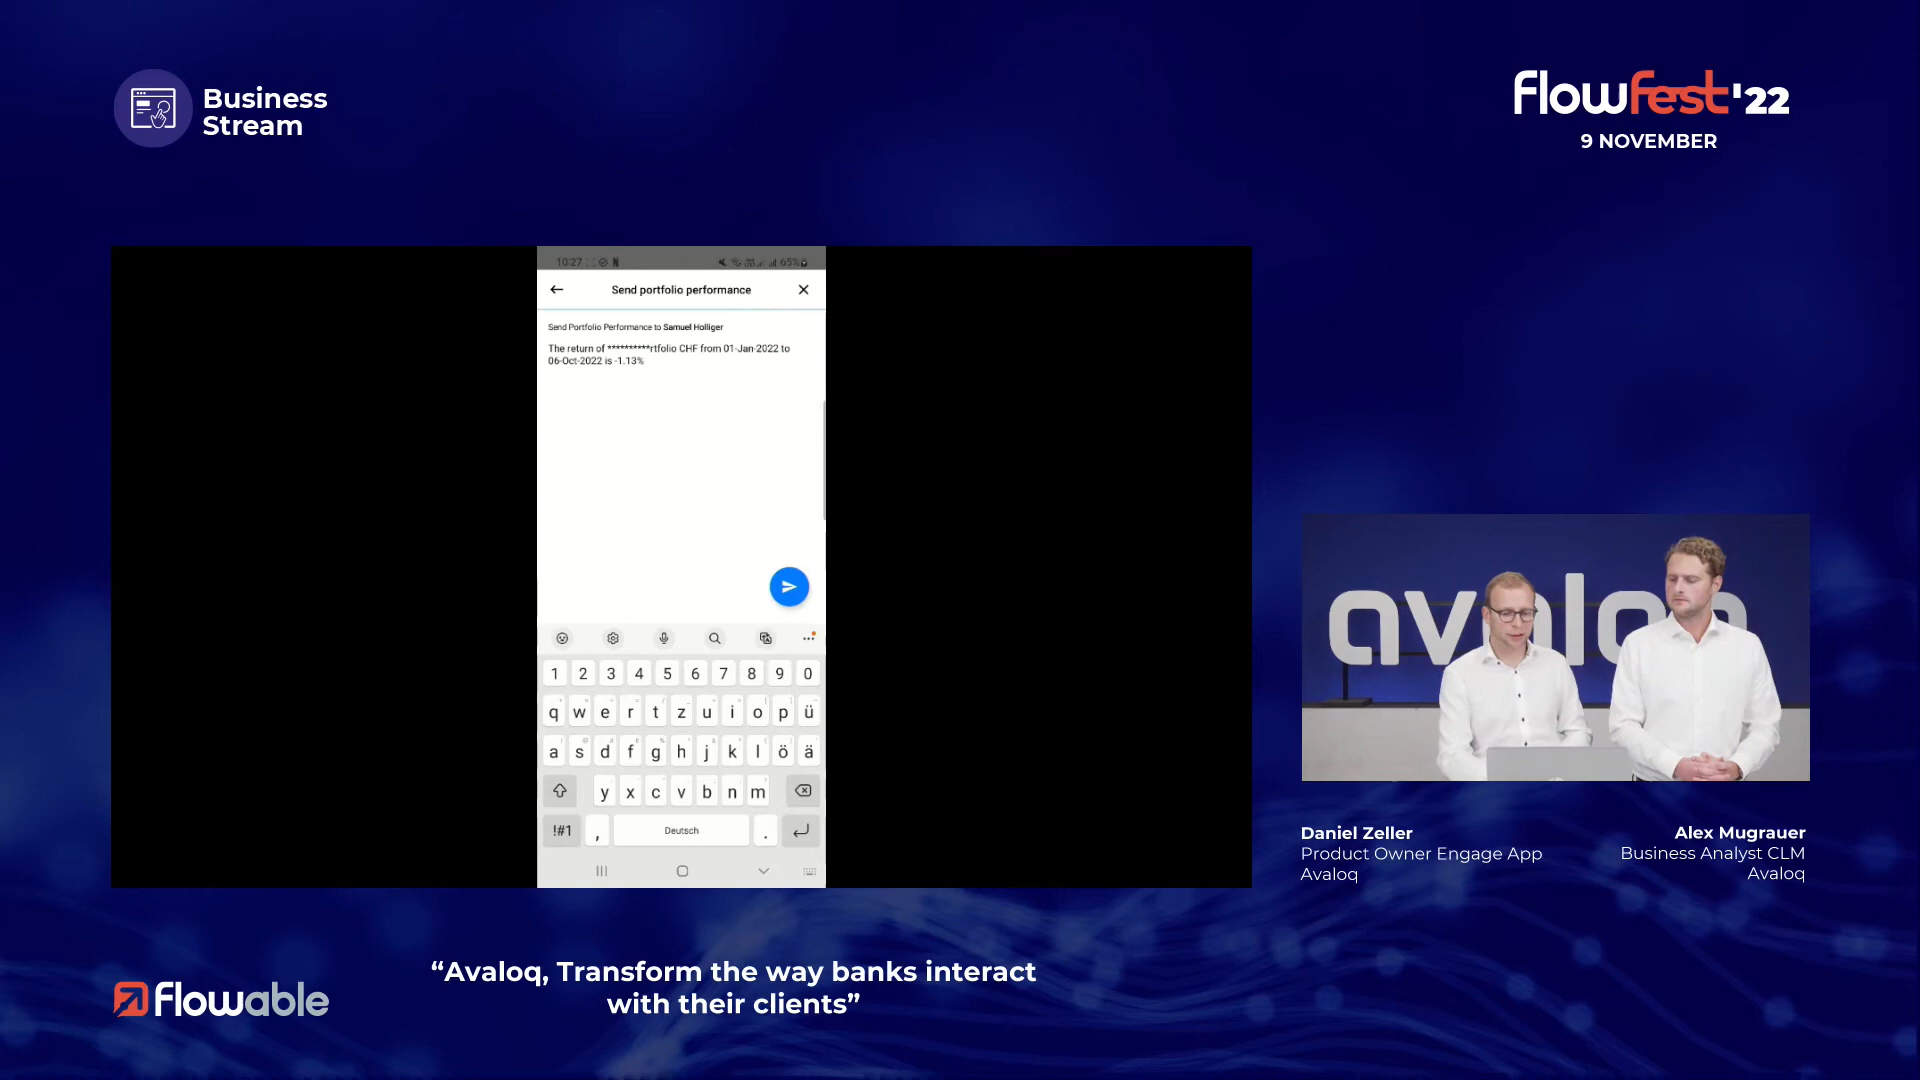 Business
Stream
flowfest'22
9 NOVEMBER
10:27
65%
Send portfolio performance
Send Portfolio Performance to Samuel Holliger
The return of **********rtfolio CHF from 01-Jan-2022 to
06-Oct-2022 is -1.13%
1 2 3 4 5 6 7 8 9 0
q w e r t z u i o p ü
a s d f g h j k l ö ä
y x c v b n m
!#1 , Deutsch .
avaloq
Daniel Zeller
Product Owner Engage App
Avaloq
Alex Mugrauer
Business Analyst CLM
Avaloq
flowable
“Avaloq, Transform the way banks interact
with their clients”